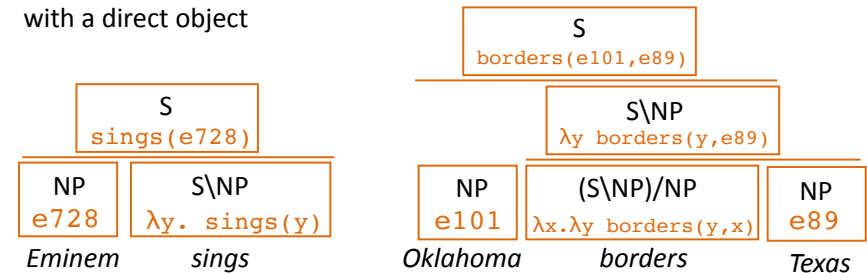 with a direct object
S
sings(e728)
NP
e728
S\NP
λy. sings(y)
Eminem
sings
S
borders(e101,e89)
S\NP
λy borders(y,e89)
NP
e101
(S\NP)/NP
λx.λy borders(y,x)
NP
e89
Oklahoma
borders
Texas